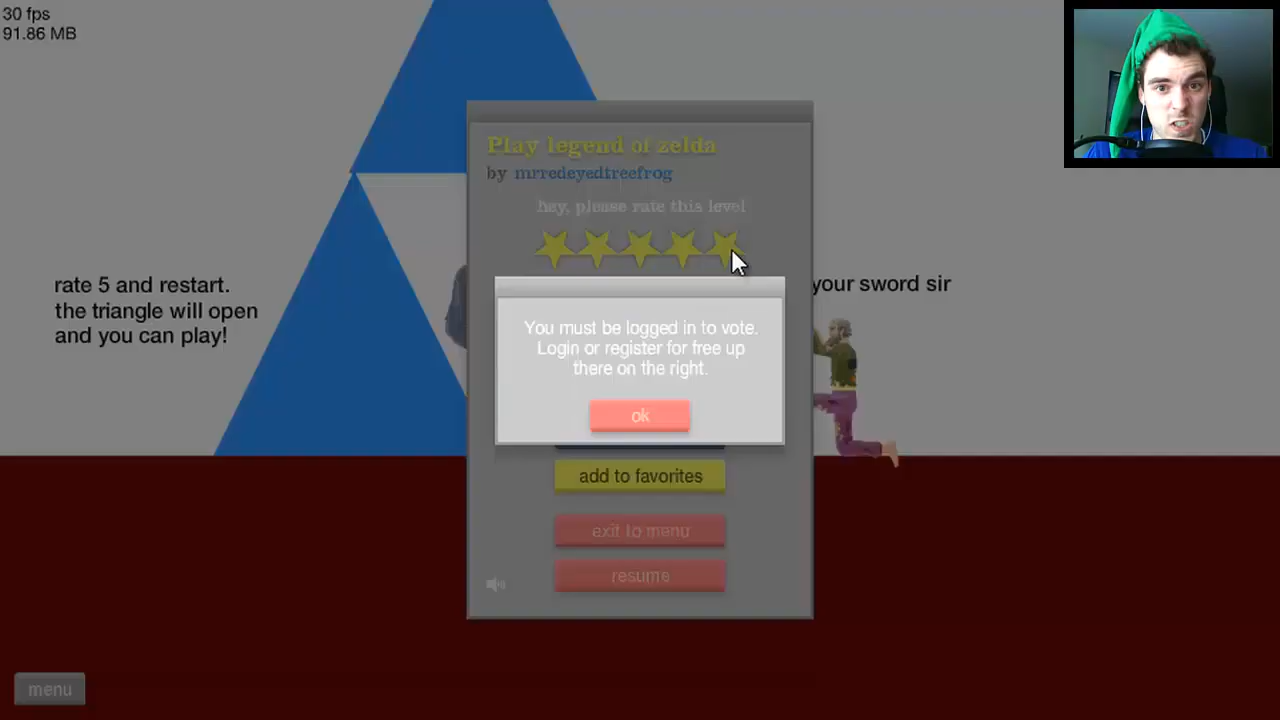 30 fps
91.86 MB
Play legend of zelda
by mrredeyedtreefrog
hey, please rate this level
rate 5 and restart.
the triangle will open
and you can play!
your sword sir
You must be logged in to vote.
Login or register for free up
there on the right.
ok
add to favorites
exit to menu
resume
menu